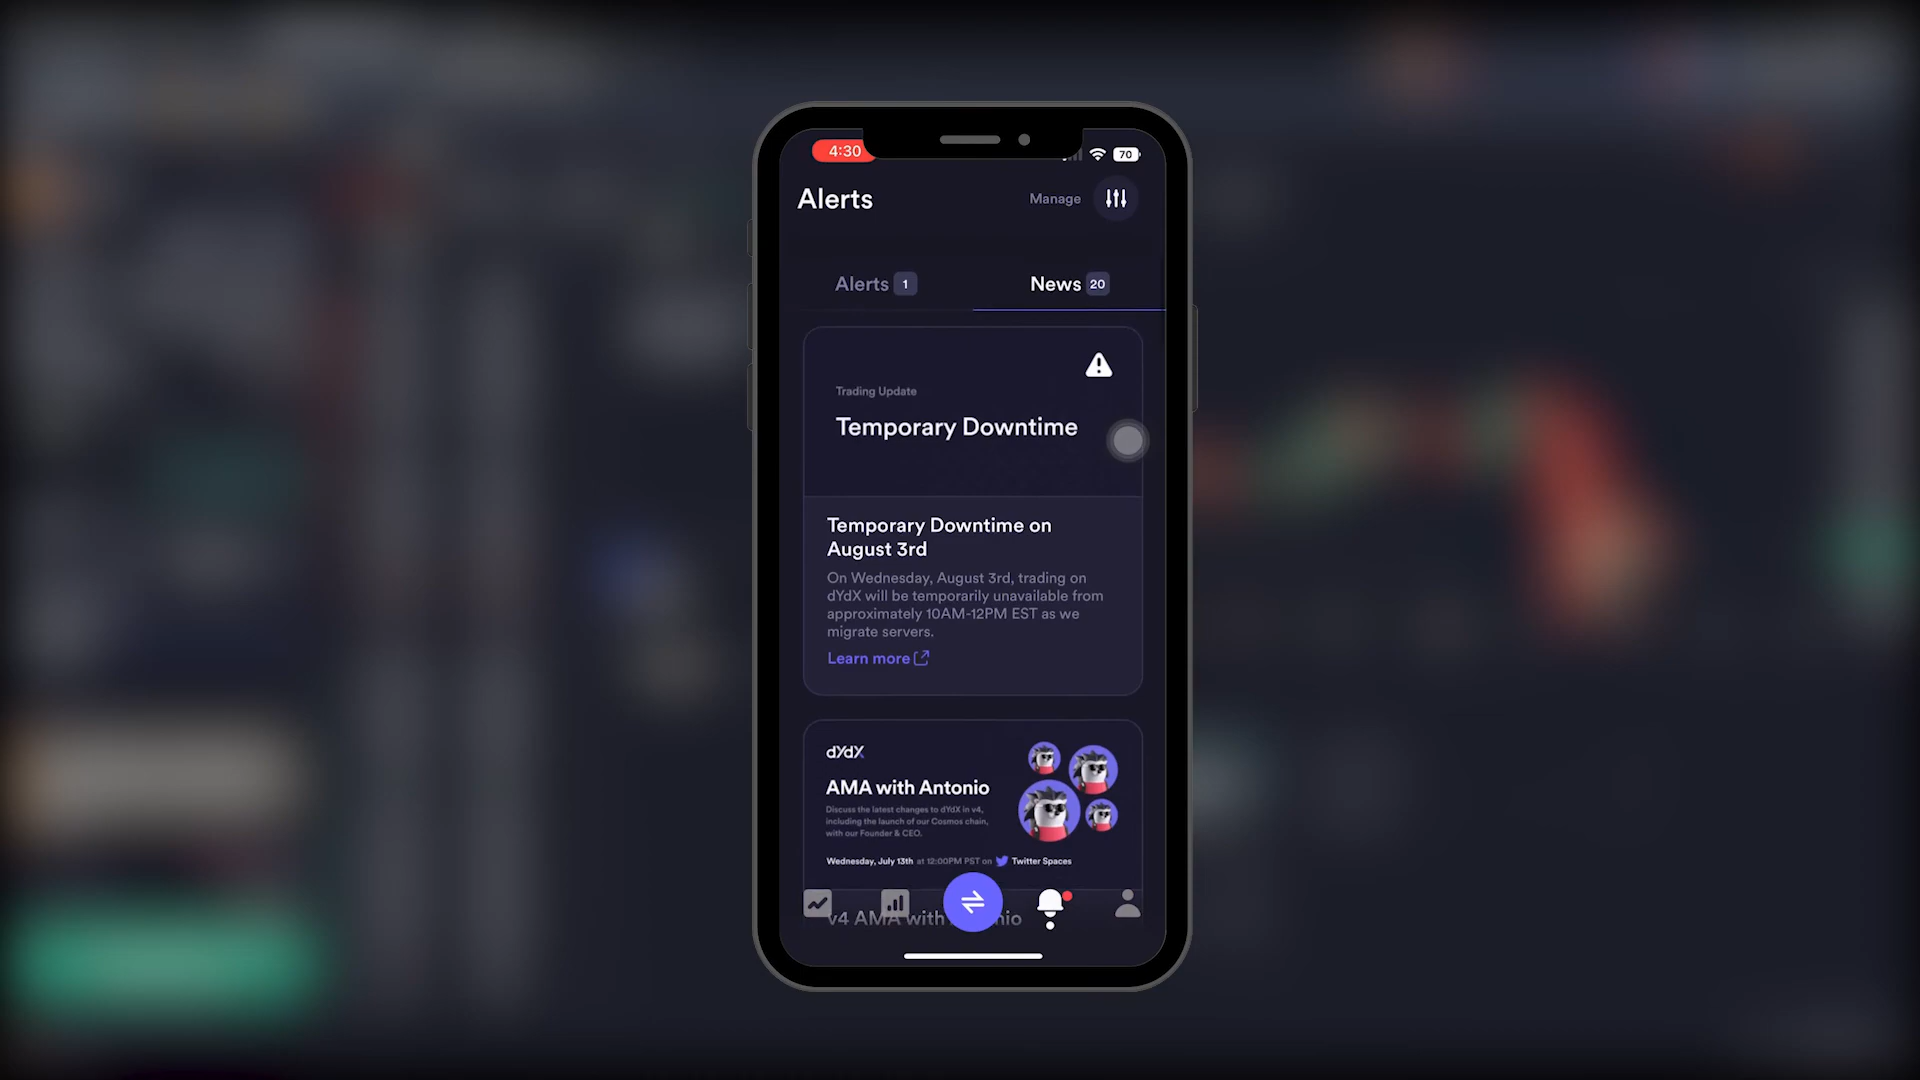 4:30
70
Alerts
Manage
Alerts 1
News 20
Trading Update
Temporary Downtime
Temporary Downtime on
August 3rd
On Wednesday, August 3rd, trading on
dYdX will be temporarily unavailable from
approximately 10AM-12PM EST as we
migrate servers.
Learn more
dYdX
AMA with Antonio
Discuss the latest changes to dYdX in v4,
including the launch of our Cosmos chain,
with our Founder & CEO.
Wednesday, July 13th at 12:00PM PST on Twitter Spaces
v4 AMA with